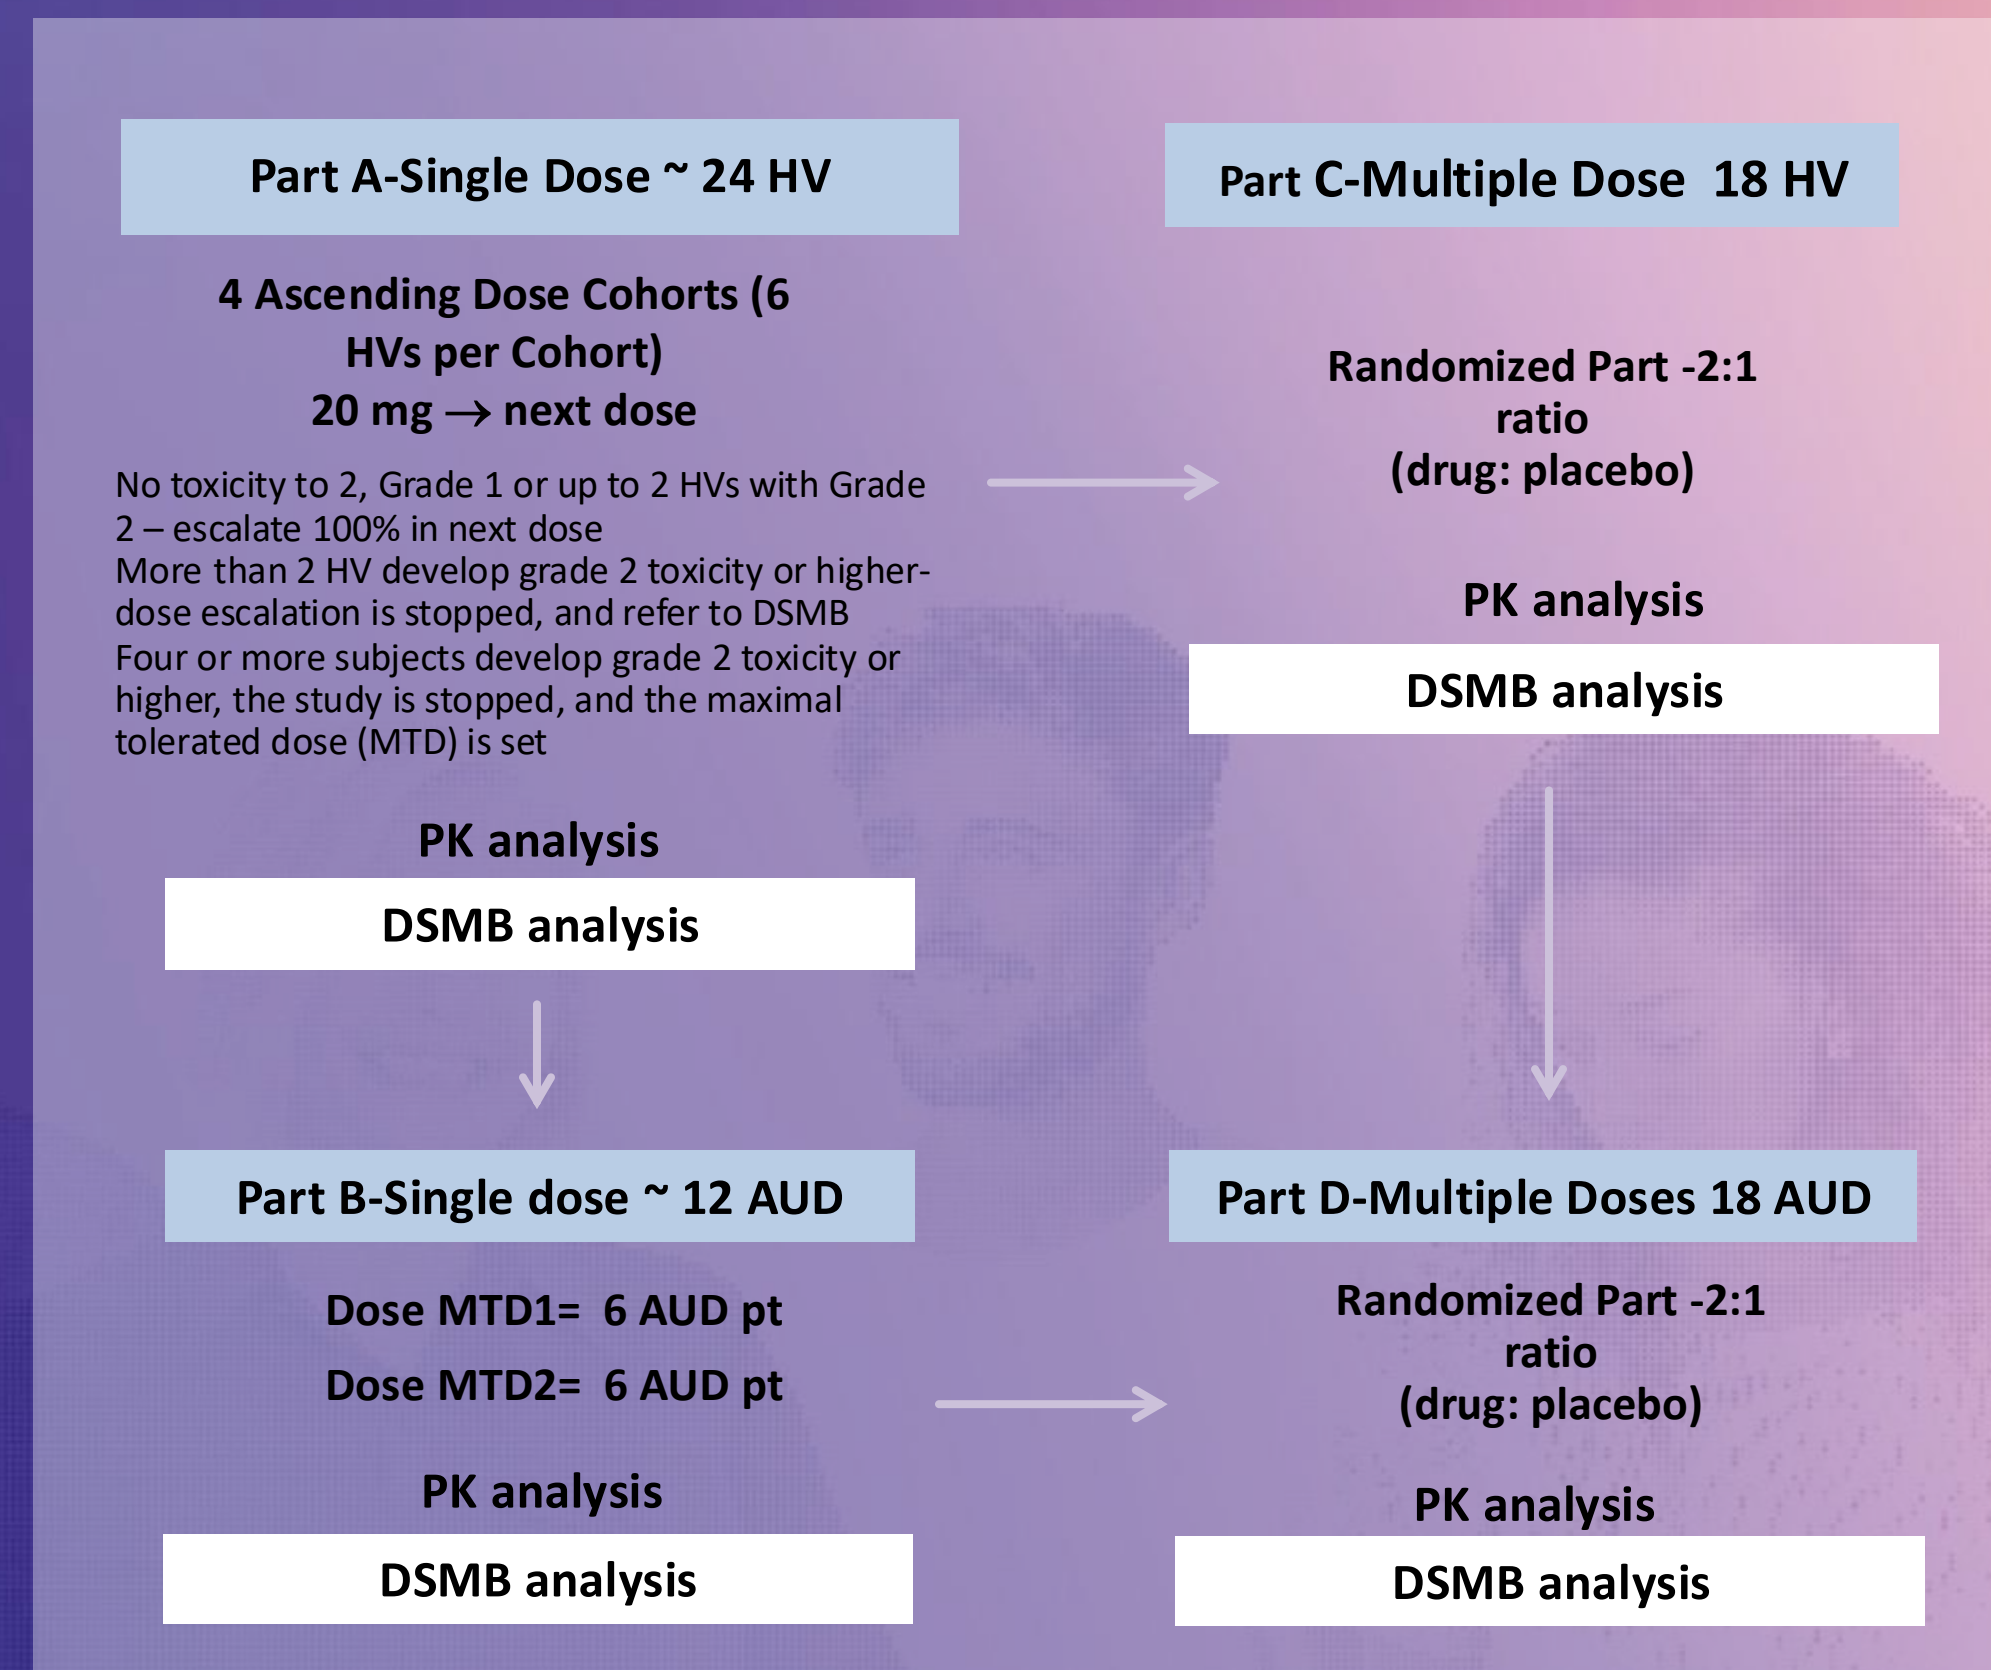 Part A-Single Dose ~ 24 HV
4 Ascending Dose Cohorts (6
HVs per Cohort)
20 mg → next dose
No toxicity to 2, Grade 1 or up to 2 HVs with Grade
2 – escalate 100% in next dose
More than 2 HV develop grade 2 toxicity or higher-
dose escalation is stopped, and refer to DSMB
Four or more subjects develop grade 2 toxicity or
higher, the study is stopped, and the maximal
tolerated dose (MTD) is set
PK analysis
DSMB analysis
Part B-Single dose ~ 12 AUD
Dose MTD1= 6 AUD pt
Dose MTD2= 6 AUD pt
PK analysis
DSMB analysis
Part C-Multiple Dose 18 HV
Randomized Part -2:1
ratio
(drug: placebo)
PK analysis
DSMB analysis
Part D-Multiple Doses 18 AUD
Randomized Part -2:1
ratio
(drug: placebo)
PK analysis
DSMB analysis